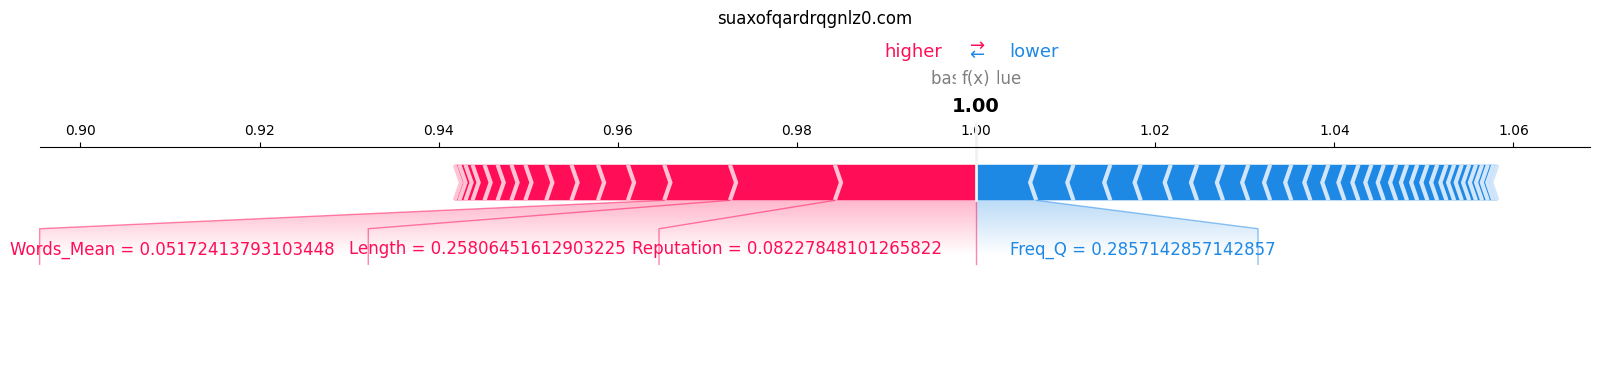 suaxofqardrqgnlz0.com
higher ⇄ lower
f(x)
1.00
0.90 0.92 0.94 0.96 0.98 1.00 1.02 1.04 1.06
Words_Mean = 0.05172413793103448 Length = 0.25806451612903225 Reputation = 0.08227848101265822 Freq_Q = 0.2857142857142857